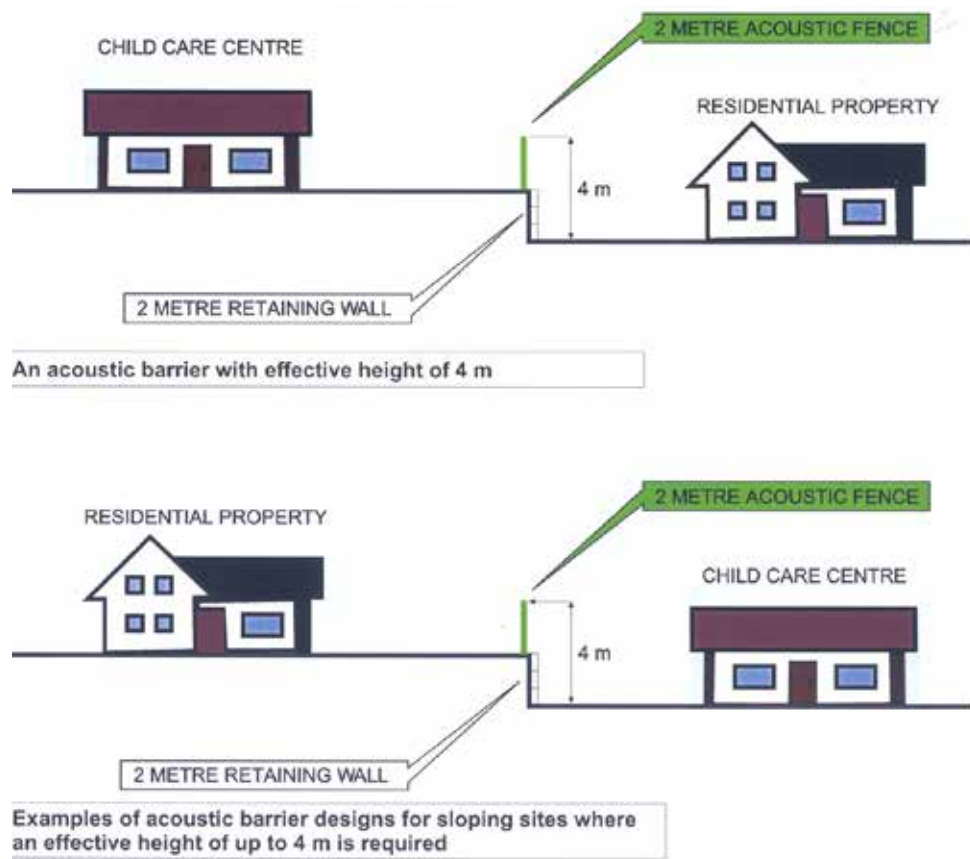 CHILD CARE CENTRE
2 METRE ACOUSTIC FENCE
RESIDENTIAL PROPERTY
4 m
2 METRE RETAINING WALL
An acoustic barrier with effective height of 4 m
2 METRE ACOUSTIC FENCE
RESIDENTIAL PROPERTY
CHILD CARE CENTRE
4 m
2 METRE RETAINING WALL
Examples of acoustic barrier designs for sloping sites where
an effective height of up to 4 m is required